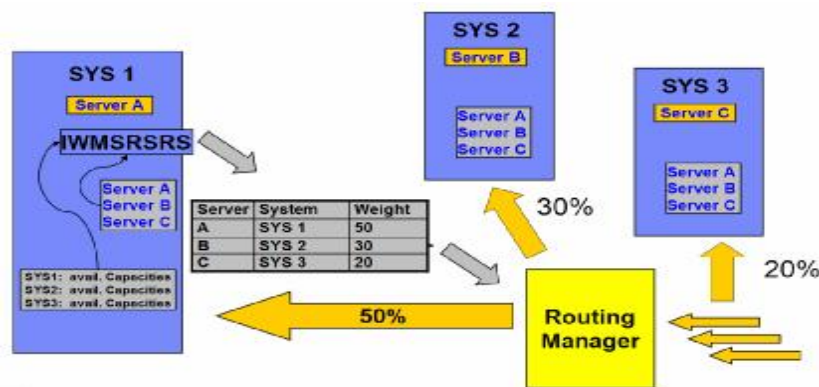 SYS 1
Server A
IWMSRSRS
Server A
Server B
Server C
SYS1: avail. Capacities
SYS2: avail. Capacities
SYS3: avail. Capacities
Server System Weight
A SYS 1 50
B SYS 2 30
C SYS 3 20
SYS 2
Server B
Server A
Server B
Server C
SYS 3
Server C
Server A
Server B
Server C
30%
20%
50%
Routing
Manager